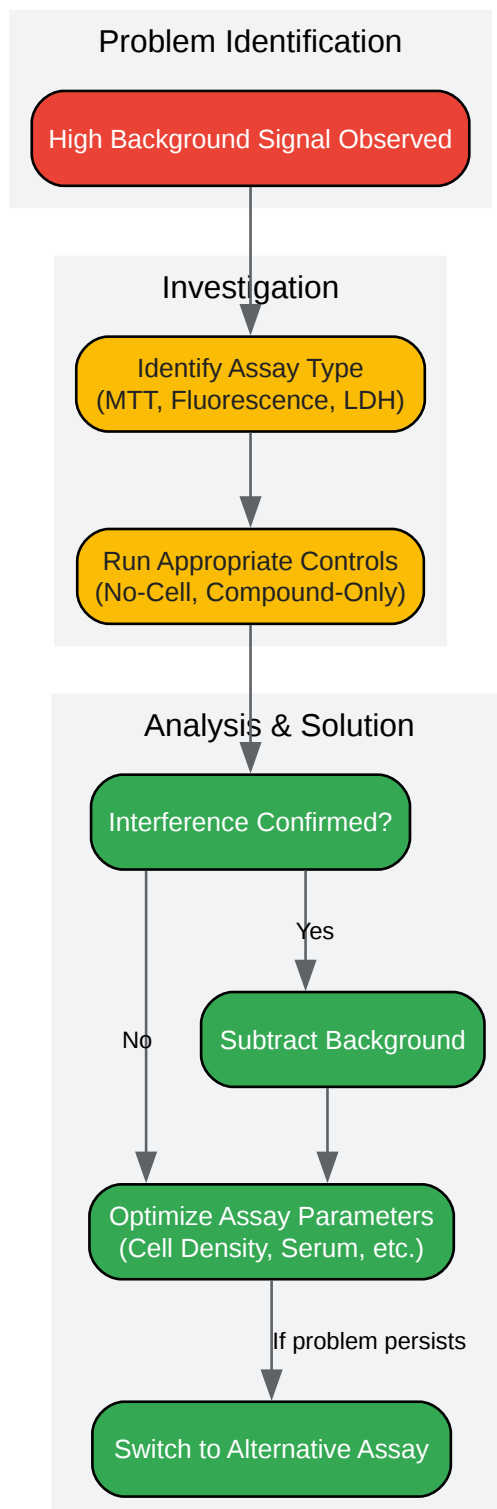 Problem Identification
High Background Signal Observed
Investigation
Identify Assay Type
(MTT, Fluorescence, LDH)
Run Appropriate Controls
(No-Cell, Compound-Only)
Analysis & Solution
Interference Confirmed?
Yes
Subtract Background
No
Optimize Assay Parameters
(Cell Density, Serum, etc.)
If problem persists
Switch to Alternative Assay